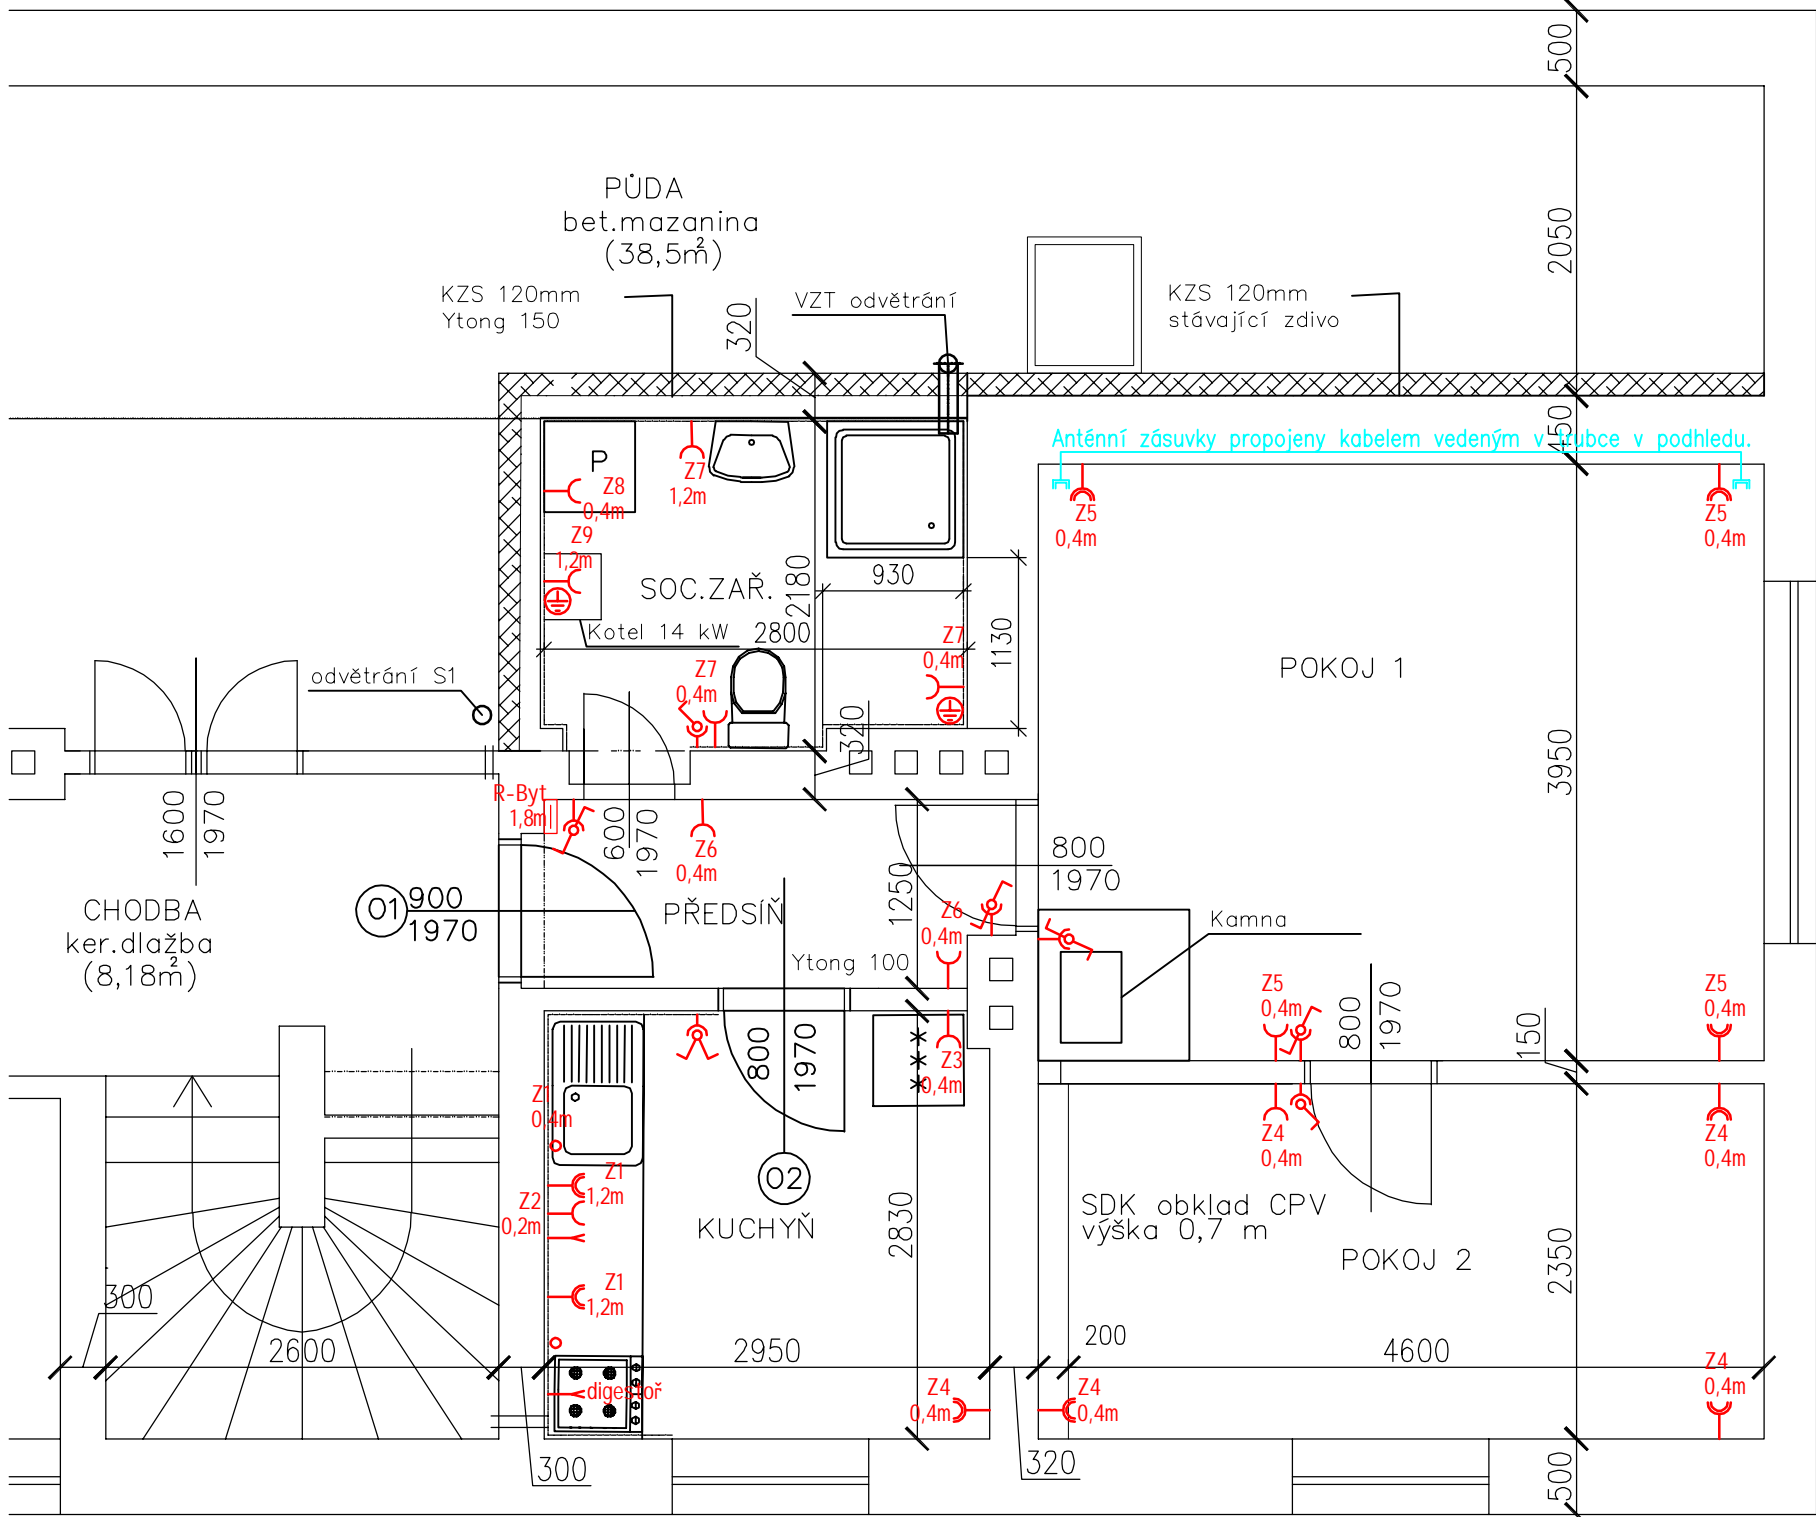 500
2050
PŮDA
bet.mazanina
(38,5m²)
KZS 120mm
Ytong 150
320
VZT odvětrání
KZS 120mm
stávající zdivo
450
Anténní zásuvky propojeny kabelem vedeným v trubce v podhledu.
P
Z8
0,4m
Z7
1,2m
Z5
0,4m
Z5
0,4m
Z9
1,2m
SOC.ZAŘ.
2180
930
Kotel 14 kW
2800
1130
Z7
0,4m
Z7
0,4m
POKOJ 1
odvětrání S1
320
3950
1600
1970
R-Byt
1,8m
600
1970
Z6
0,4m
800
1970
CHODBA
ker.dlažba
(8,18m²)
01
900
1970
PŘEDSÍŇ
1250
Z6
0,4m
Kamna
Ytong 100
Z5
0,4m
800
1970
Z5
0,4m
150
800
1970
***
Z3
0,4m
Z1
0,4m
Z4
0,4m
Z4
0,4m
Z1
1,2m
02
Z2
0,2m
KUCHYŇ
2830
SDK obklad CPV
výška 0,7 m
POKOJ 2
2350
Z1
1,2m
300
2600
2950
200
4600
Z4
0,4m
digestoř
Z4
0,4m
Z4
0,4m
300
320
500